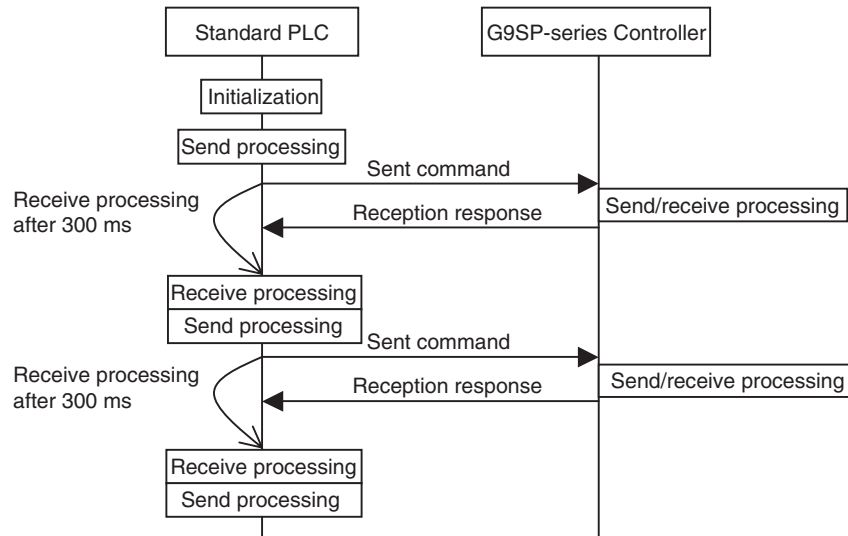 Standard PLC
G9SP-series Controller
Initialization
Send processing
Sent command
Receive processing
after 300 ms
Send/receive processing
Reception response
Receive processing
Send processing
Sent command
Receive processing
after 300 ms
Send/receive processing
Reception response
Receive processing
Send processing